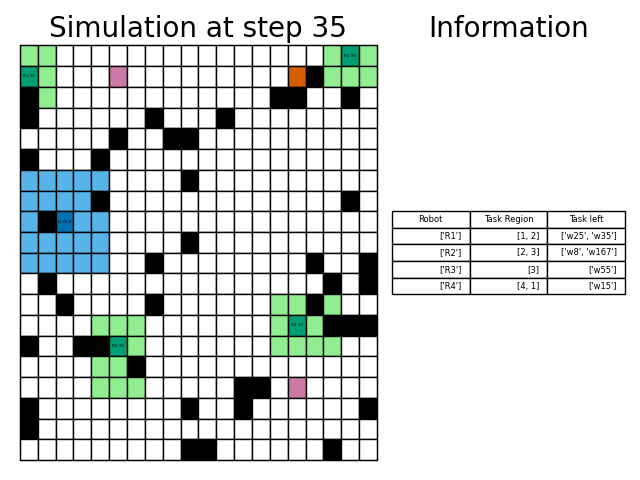 Simulation at step 35
Information
Robot Task Region Task left
['R1'] [1, 2] ['w25', 'w35']
['R2'] [2, 3] ['w8', 'w167']
['R3'] [3] ['w55']
['R4'] [4, 1] ['w15']